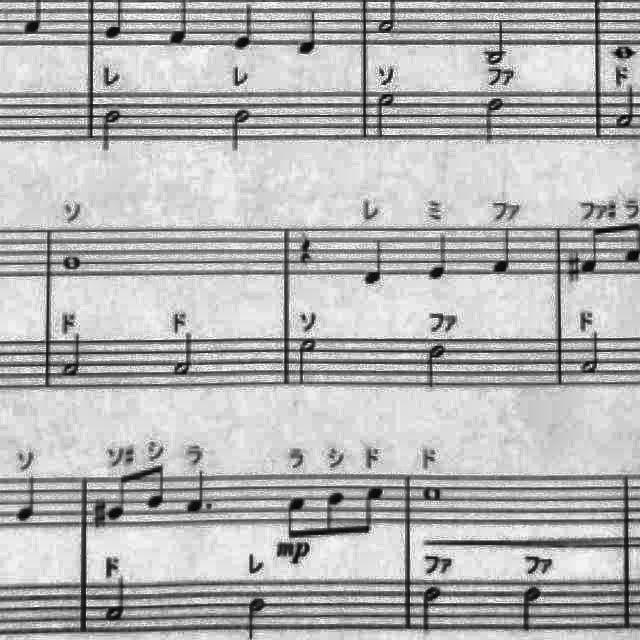 レ レ ソ ファ ド
ソ レ ミ ファ ファ# ラ
ド ド ソ ファ ド
ソ ソ# シ ラ ラ シ ド ド
mp
ド レ ファ ファ